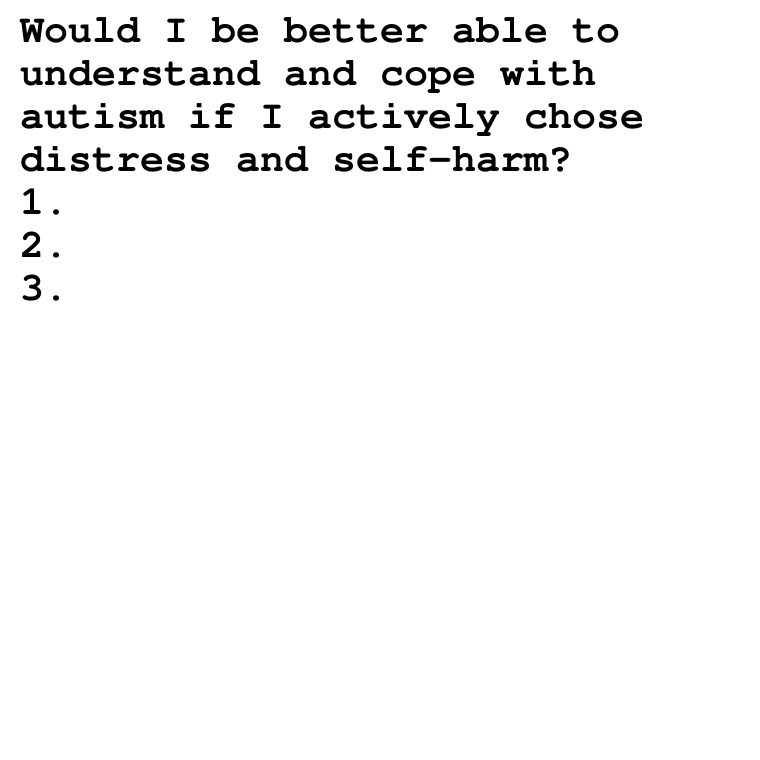 Would I be better able to
understand and cope with
autism if I actively chose
distress and self-harm?
1.
2.
3.